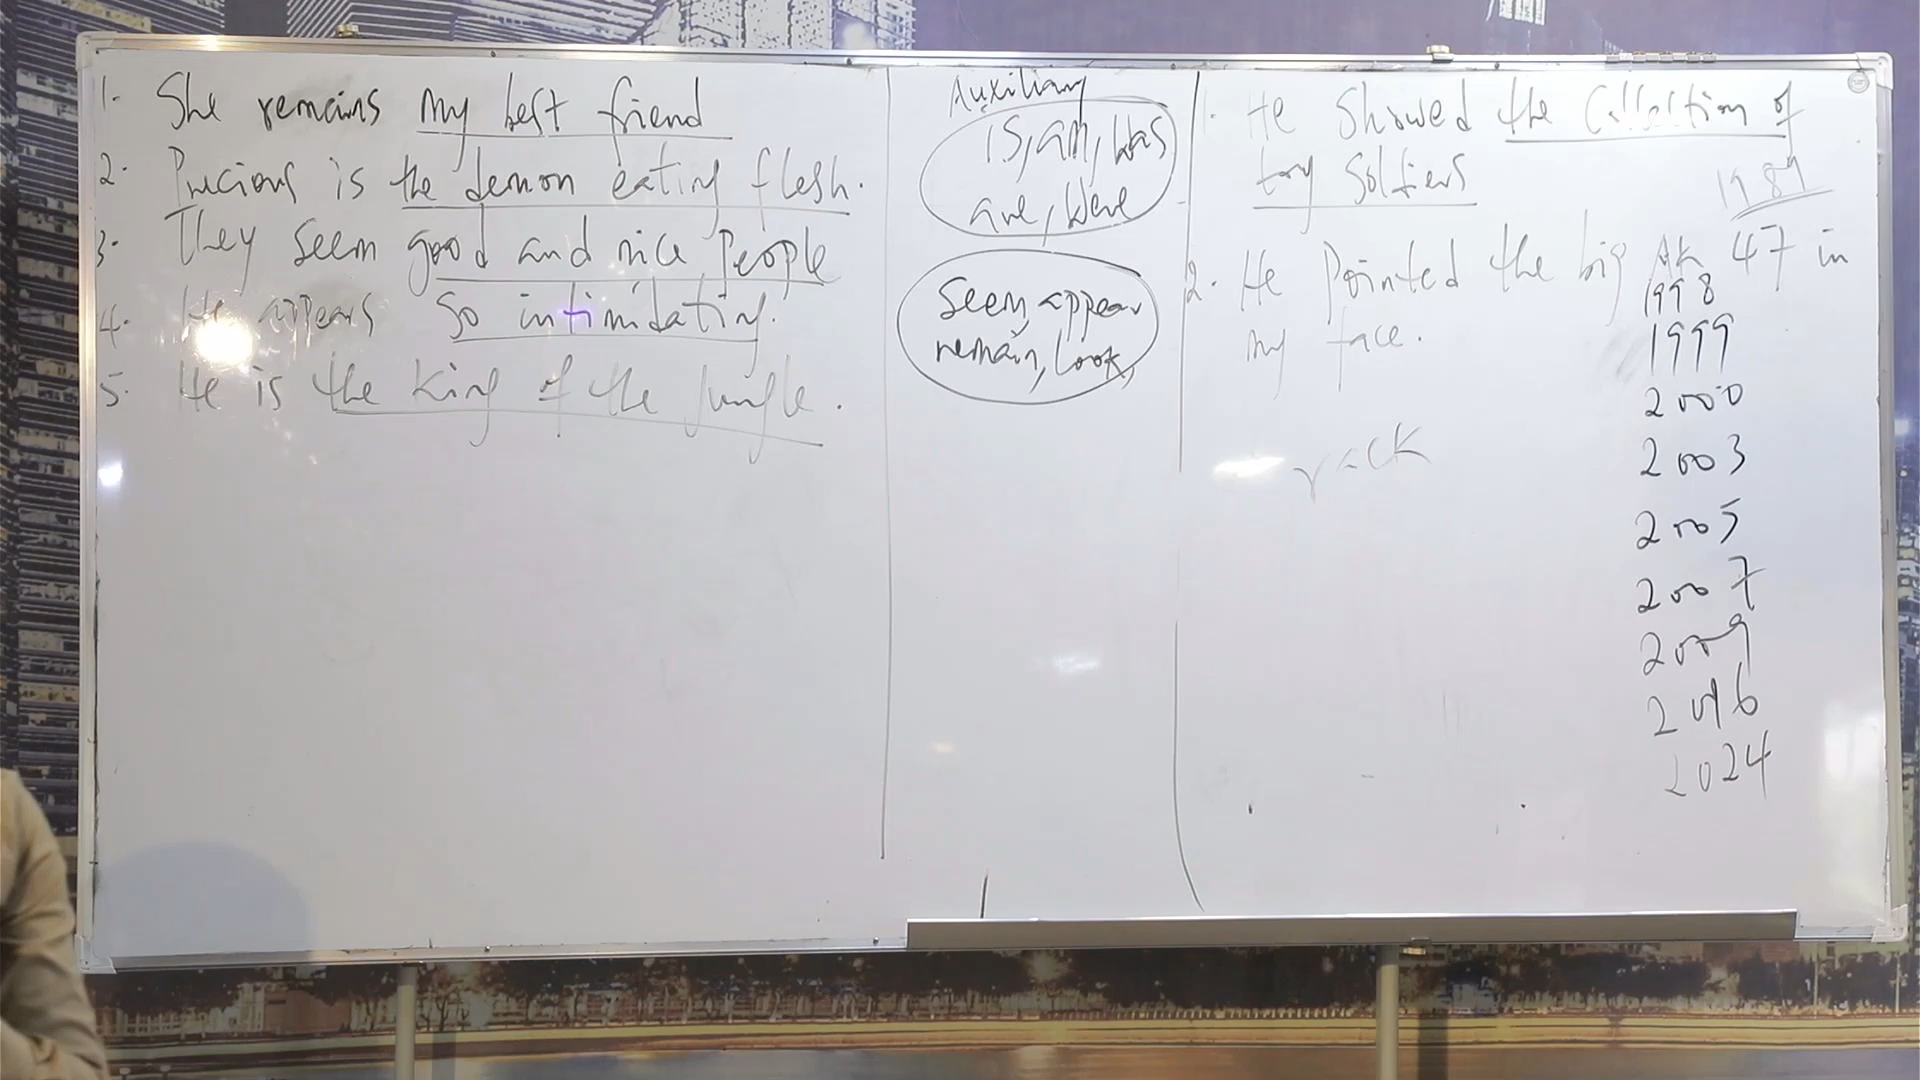 1. She remains my best friend
2. Precious is the demon eating flesh.
3. They seem good and nice people
4. He appears so intimidating.
5. He is the king of the jungle.
Auxiliary
is, am, was
are, were
Seem, appear
remain, look,
1. He showed the collection of
toy soldiers
1989
2. He pointed the big AK 47 in
my face.
rack
1998
1999
2000
2003
2005
2007
2009
2016
2024